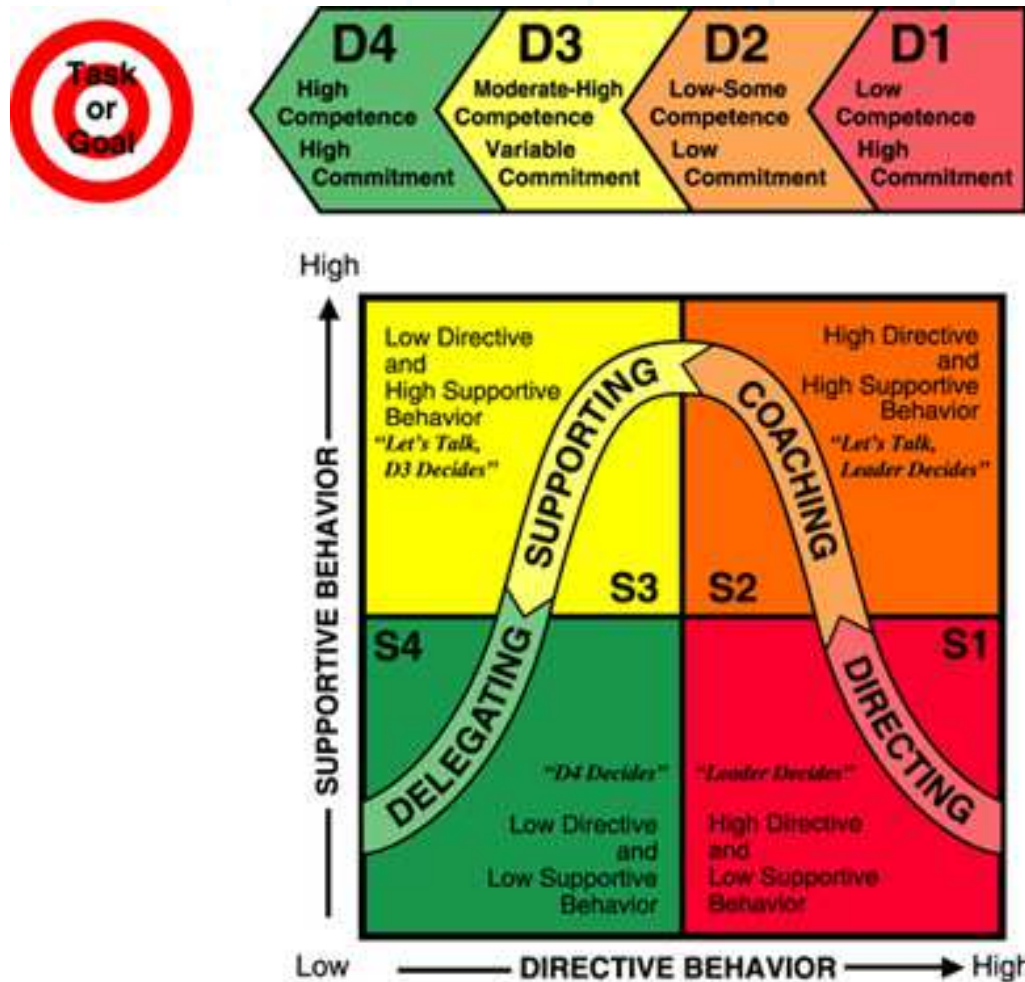 Task
or
Goal
D4
High
Competence
High
Commitment
D3
Moderate-High
Competence
Variable
Commitment
D2
Low-Some
Competence
Low
Commitment
D1
Low
Competence
High
Commitment
High
SUPPORTIVE BEHAVIOR
Low Directive
and
High Supportive
Behavior
“Let's Talk,
D3 Decides”
SUPPORTING
S3
High Directive
and
High Supportive
Behavior
“Let's Talk,
Leader Decides”
COACHING
S2
S4
DELEGATING
“D4 Decides”
Low Directive
and
Low Supportive
Behavior
S1
DIRECTING
“Leader Decides”
High Directive
and
Low Supportive
Behavior
Low
DIRECTIVE BEHAVIOR
High